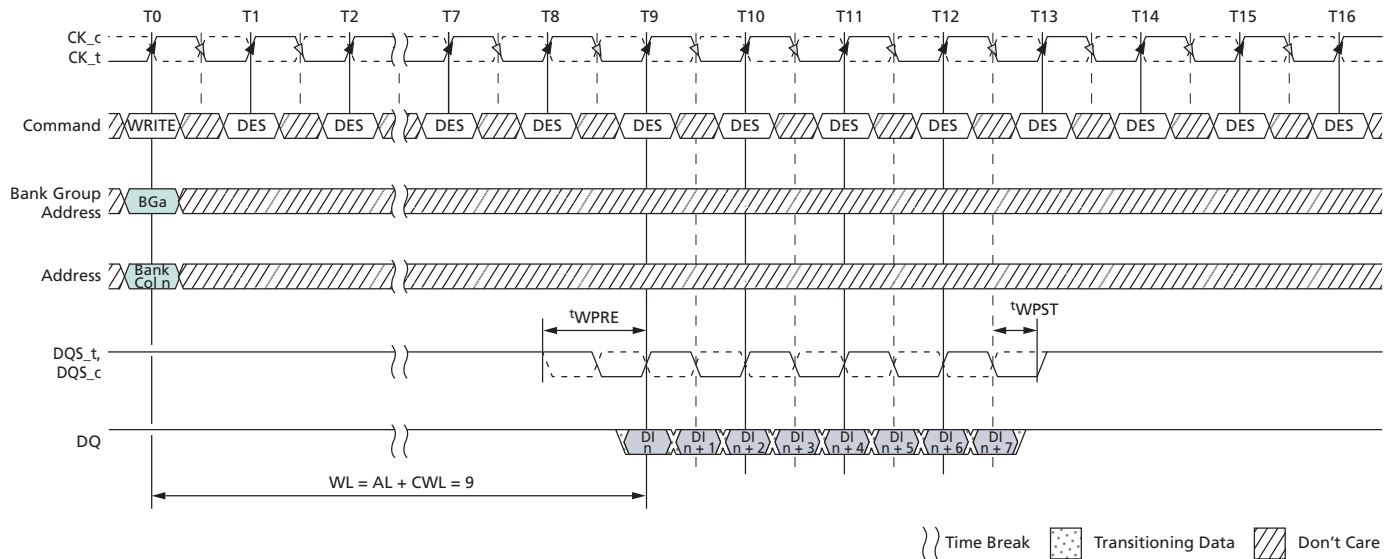 T0 T1 T2 T7 T8 T9 T10 T11 T12 T13 T14 T15 T16
CK_c
CK_t
Command WRITE DES DES DES DES DES DES DES DES DES DES DES DES
Bank Group
Address
BGa
Address
Bank
Col n
tWPRE tWPST
DQS_t,
DQS_c
DQ
DI
n
DI
n + 1
DI
n + 2
DI
n + 3
DI
n + 4
DI
n + 5
DI
n + 6
DI
n + 7
WL = AL + CWL = 9
Time Break Transitioning Data Don't Care